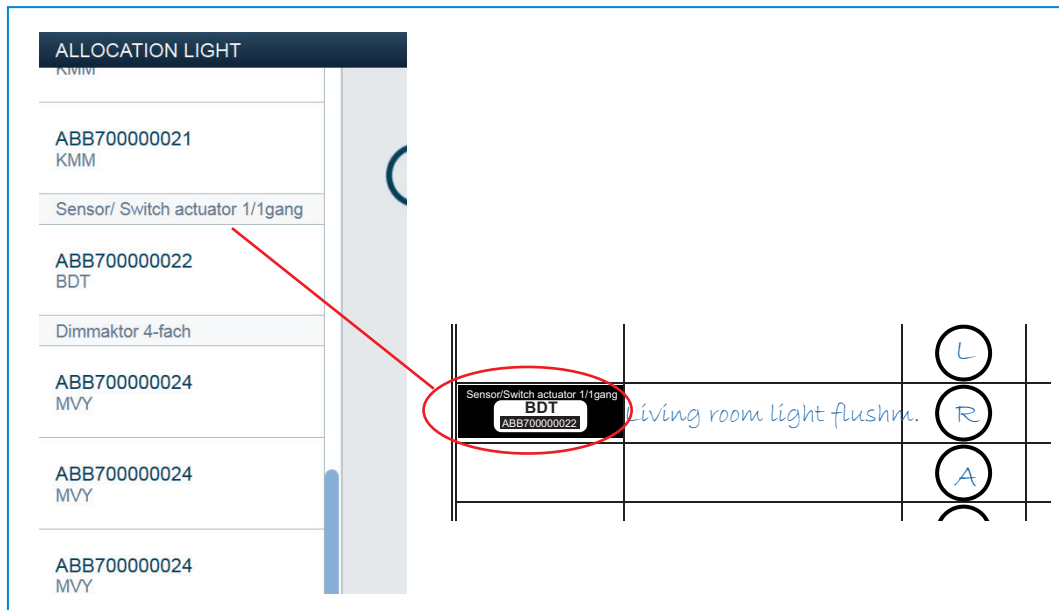 ALLOCATION LIGHT
KMM
ABB700000021
KMM
Sensor/ Switch actuator 1/1gang
ABB700000022
BDT
Dimmaktor 4-fach
ABB700000024
MVY
ABB700000024
MVY
ABB700000024
MVY
L
Sensor/Switch actuator 1/1gang
BDT
ABB700000022
Living room light flushm.
R
A